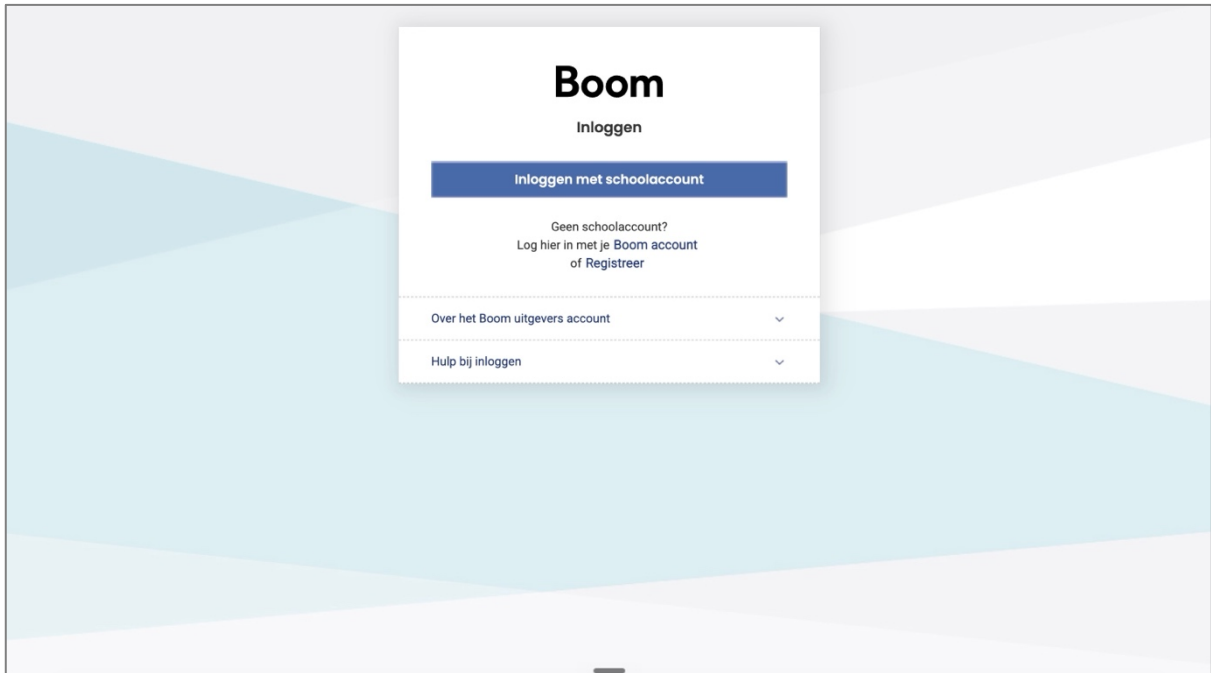 Boom
Inloggen
Inloggen met schoolaccount
Geen schoolaccount?
Log hier in met je Boom account
of Registreer
Over het Boom uitgevers account
Hulp bij inloggen